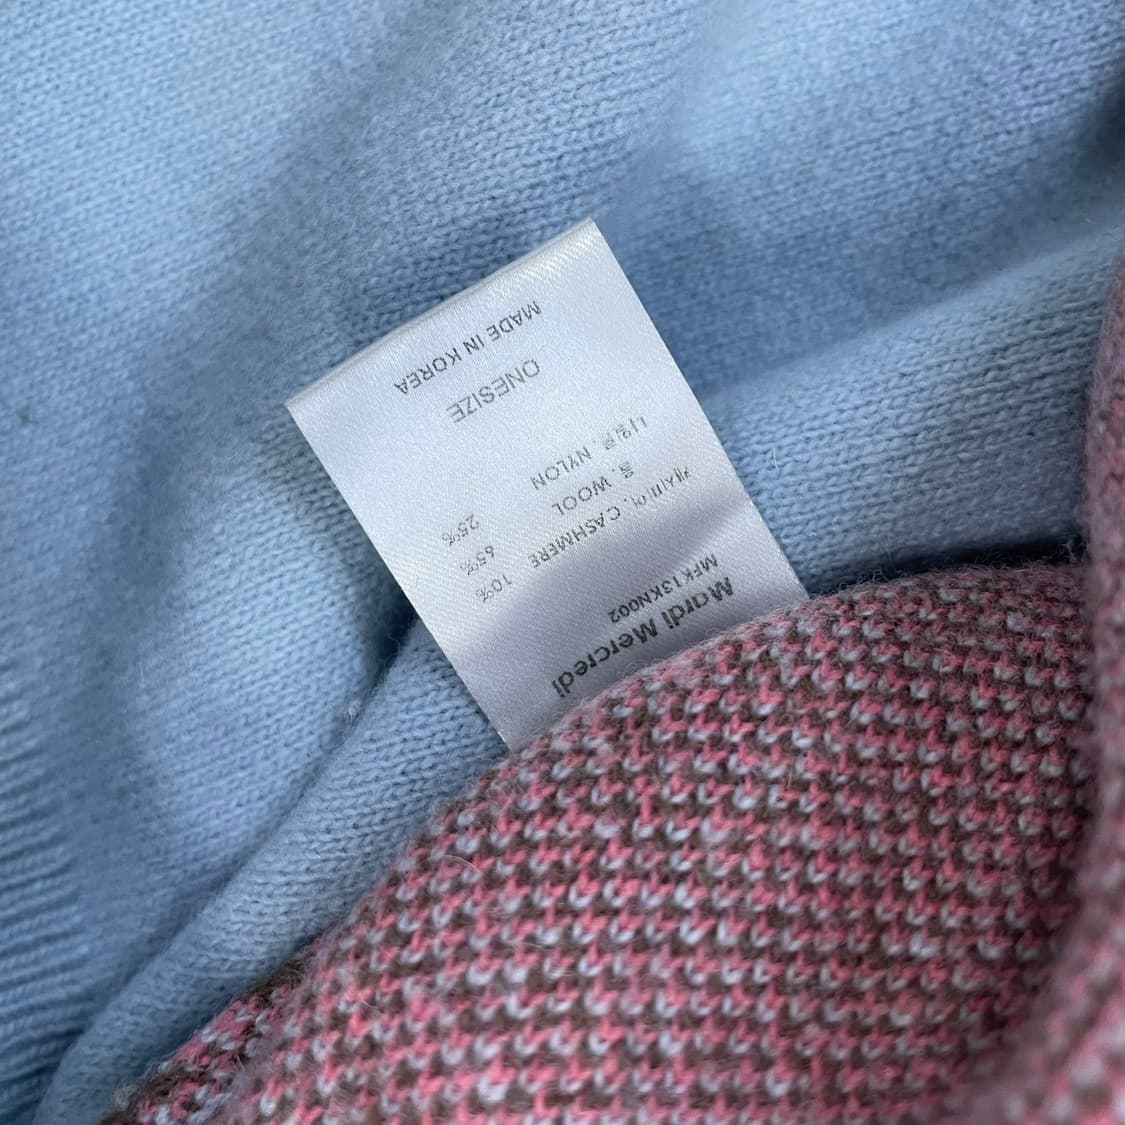 Mardi Mercredi
MFK13KN002
캐시미어, CASHMERE 10%
울, WOOL 65%
나일론, NYLON 25%
ONESIZE
MADE IN KOREA